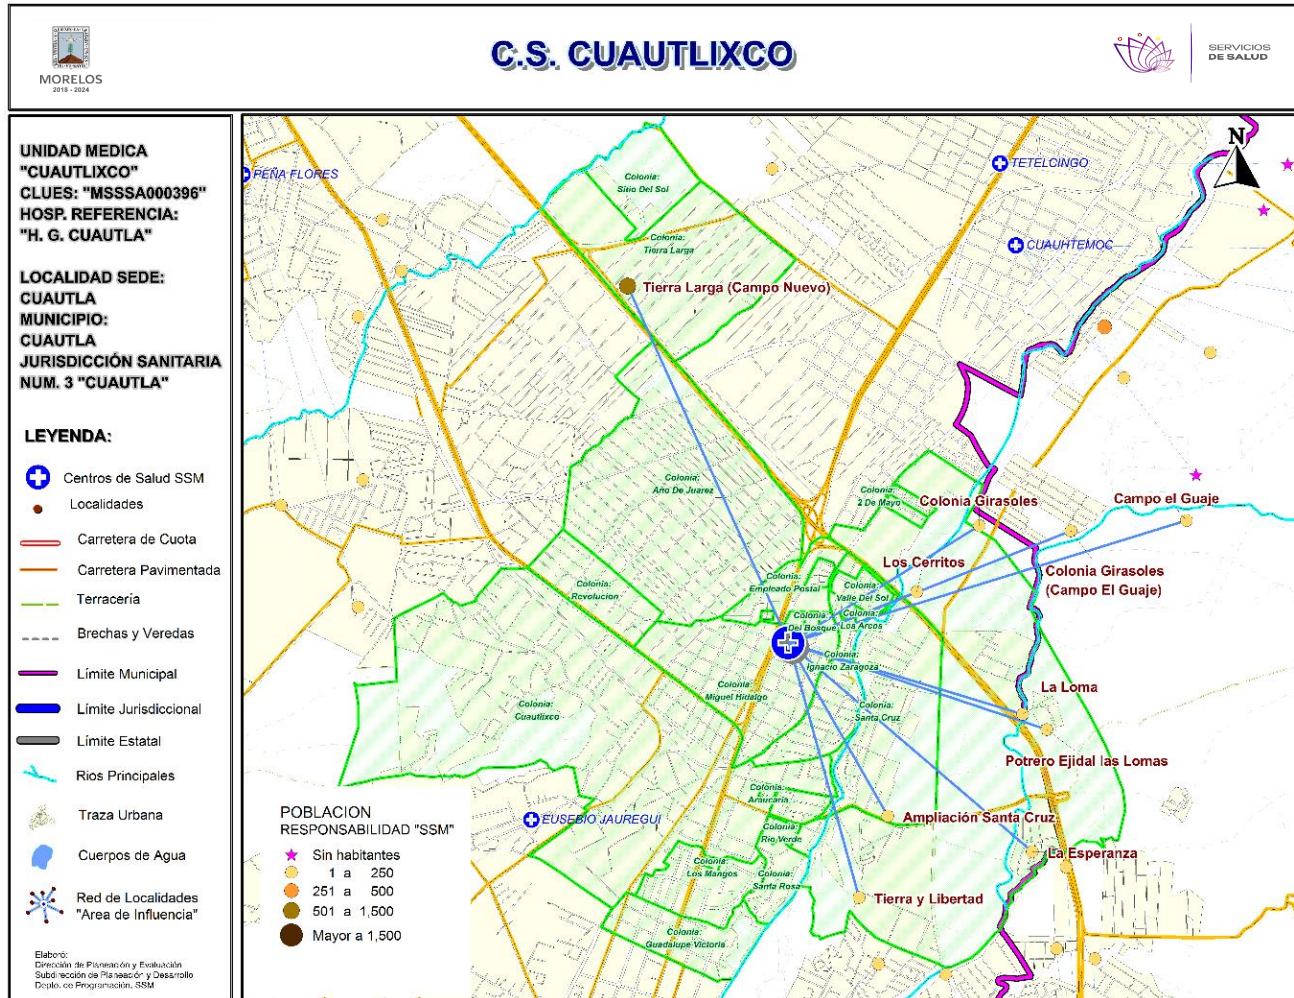 MORELOS
2018 - 2024
C.S. CUAUTLIXCO
SERVICIOS
DE SALUD
UNIDAD MEDICA
"CUAUTLIXCO"
CLUES: "MSSSA000396"
HOSP. REFERENCIA:
"H. G. CUAUTLA"
LOCALIDAD SEDE:
CUAUTLA
MUNICIPIO:
CUAUTLA
JURISDICCIÓN SANITARIA
NUM. 3 "CUAUTLA"
LEYENDA:
Centros de Salud SSM
Localidades
Carretera de Cuota
Carretera Pavimentada
Terracería
Brechas y Veredas
Límite Municipal
Límite Jurisdiccional
Límite Estatal
Rios Principales
Traza Urbana
Cuerpos de Agua
Red de Localidades
"Area de Influencia"
Elaboró:
Dirección de Planeación y Evaluación
Subdirección de Planeación y Desarrollo
Depto. de Programación. SSM
PEÑA FLORES
TETELCINGO
CUAUHTEMOC
N
Colonia:
Sitio Del Sol
Colonia:
Tierra Larga
Tierra Larga (Campo Nuevo)
Colonia:
Año De Juarez
Colonia:
2 De Mayo
Colonia Girasoles
Campo el Guaje
Los Cerritos
Colonia Girasoles
(Campo El Guaje)
Colonia:
Empleado Postal
Colonia:
Valle Del Sol
Colonia:
Revolucion
Colonia:
Del Bosque
Colonia:
Los Arcos
Colonia:
Ignacio Zaragoza
Colonia:
Miguel Hidalgo
Colonia:
Santa Cruz
Colonia:
Cuautlixco
La Loma
Potrero Ejidal las Lomas
Colonia:
Araucaria
Ampliación Santa Cruz
Colonia:
Rio Verde
La Esperanza
Colonia:
Los Mangos
Colonia:
Santa Rosa
Tierra y Libertad
Colonia:
Guadalupe Victoria
EUSEBIO JAUREGUI
POBLACION
RESPONSABILIDAD "SSM"
Sin habitantes
1 a 250
251 a 500
501 a 1,500
Mayor a 1,500